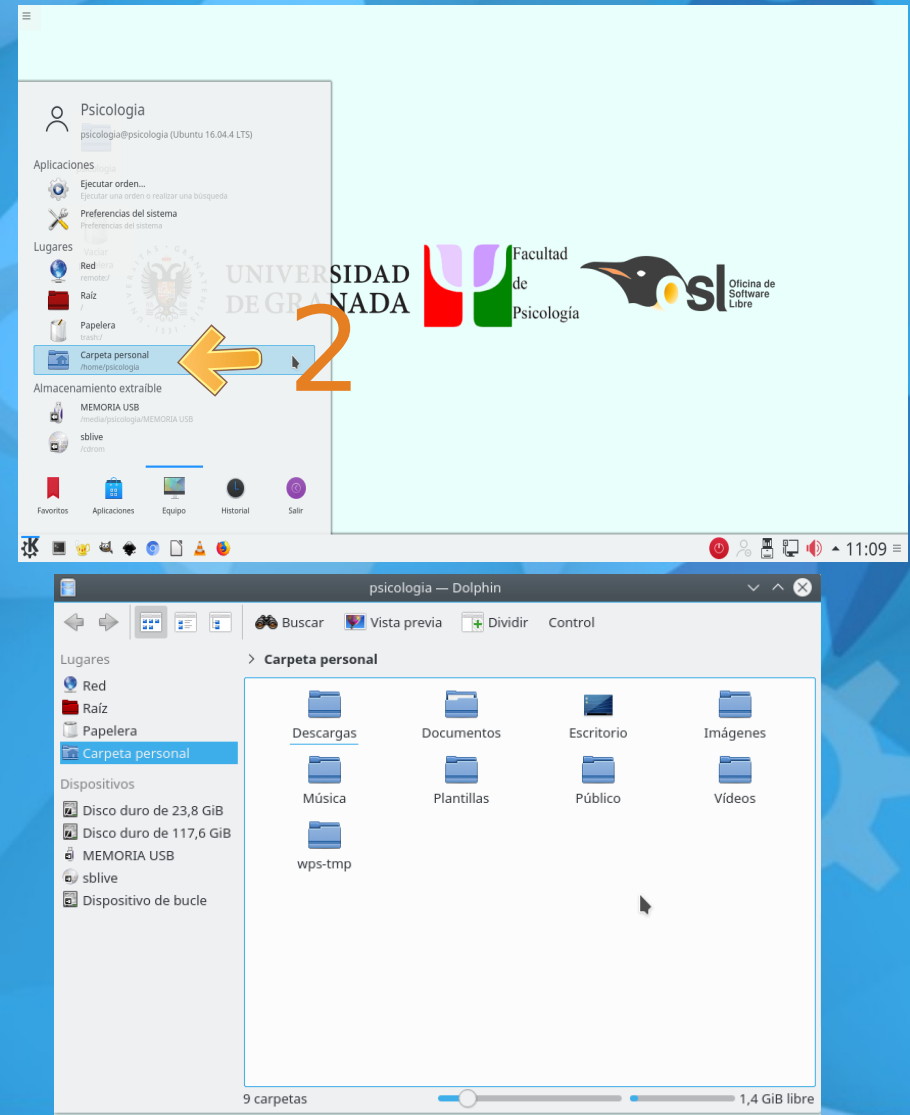 Psicologia
psicologia@psicologia (Ubuntu 16.04.4 LTS)
Aplicaciones
Ejecutar orden...
Ejecutar una orden o realizar una búsqueda
Preferencias del sistema
Preferencias del sistema
Lugares
Red
remote:/
Raíz
/
Papelera
trash:/
Carpeta personal
/home/psicologia
Almacenamiento extraíble
MEMORIA USB
/media/psicologia/MEMORIA USB
sblive
/cdrom
Favoritos Aplicaciones Equipo Historial Salir
2
UNIVERSIDAD
DE GRANADA
1531
Facultad
de
Psicología
OSL
Oficina de
Software
Libre
11:09
psicologia — Dolphin
Buscar Vista previa Dividir Control
Lugares
Red
Raíz
Papelera
Carpeta personal
Dispositivos
Disco duro de 23,8 GiB
Disco duro de 117,6 GiB
MEMORIA USB
sblive
Dispositivo de bucle
> Carpeta personal
Descargas Documentos Escritorio Imágenes
Música Plantillas Público Vídeos
wps-tmp
9 carpetas 1,4 GiB libre